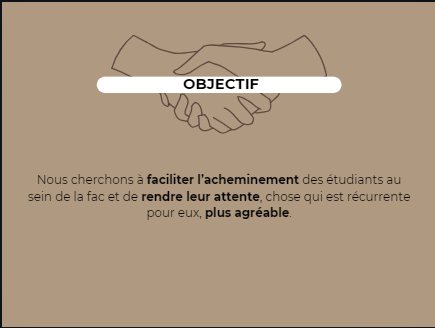 OBJECTIF
Nous cherchons à faciliter l'acheminement des étudiants au
sein de la fac et de rendre leur attente, chose qui est récurrente
pour eux, plus agréable.